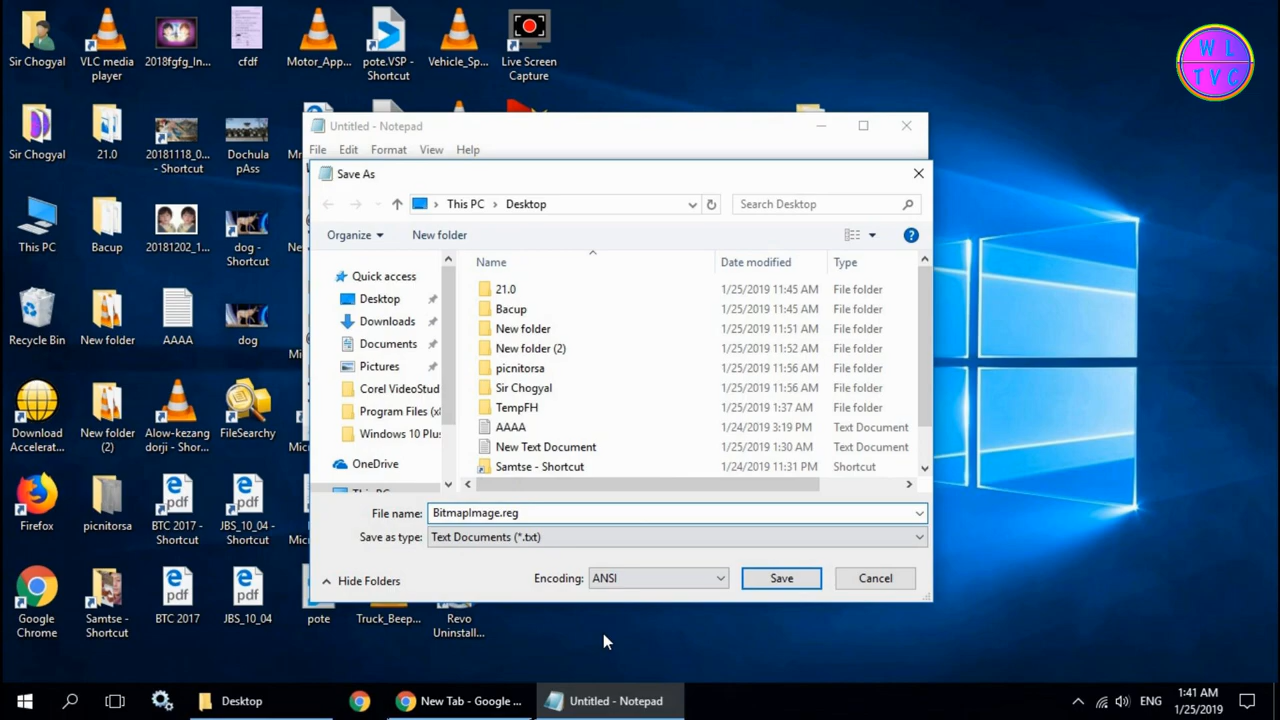 Sir Chogyal
VLC media
player
2018fgfg_In...
cfdf
Motor_App...
pote.VSP -
Shortcut
Vehicle_Sp...
Live Screen
Capture
W L
T V C
Sir Chogyal
21.0
20181118_0...
- Shortcut
Dochula
pAss
This PC
Bacup
20181202_1...
dog -
Shortcut
Recycle Bin
New folder
AAAA
dog
Download
Accelerat...
New folder
(2)
Alow-kezang
dorji - Shor...
FileSearchy
Firefox
picnitorsa
BTC 2017 -
Shortcut
JBS_10_04 -
Shortcut
Google
Chrome
Samtse -
Shortcut
BTC 2017
JBS_10_04
pote
Truck_Beep...
Revo
Uninstall...
Untitled - Notepad
File Edit Format View Help
Save As
This PC > Desktop
Search Desktop
Organize
New folder
Quick access
Desktop
Downloads
Documents
Pictures
Corel VideoStud
Program Files (x
Windows 10 Plu
OneDrive
This PC
Name Date modified Type
21.0 1/25/2019 11:45 AM File folder
Bacup 1/25/2019 11:45 AM File folder
New folder 1/25/2019 11:51 AM File folder
New folder (2) 1/25/2019 11:52 AM File folder
picnitorsa 1/25/2019 11:56 AM File folder
Sir Chogyal 1/25/2019 11:56 AM File folder
TempFH 1/25/2019 1:37 AM File folder
AAAA 1/24/2019 3:19 PM Text Document
New Text Document 1/25/2019 1:30 AM Text Document
Samtse - Shortcut 1/24/2019 11:31 PM Shortcut
File name: BitmapImage.reg
Save as type: Text Documents (*.txt)
Hide Folders
Encoding: ANSI
Save
Cancel
Desktop
New Tab - Google ...
Untitled - Notepad
ENG
1:41 AM
1/25/2019